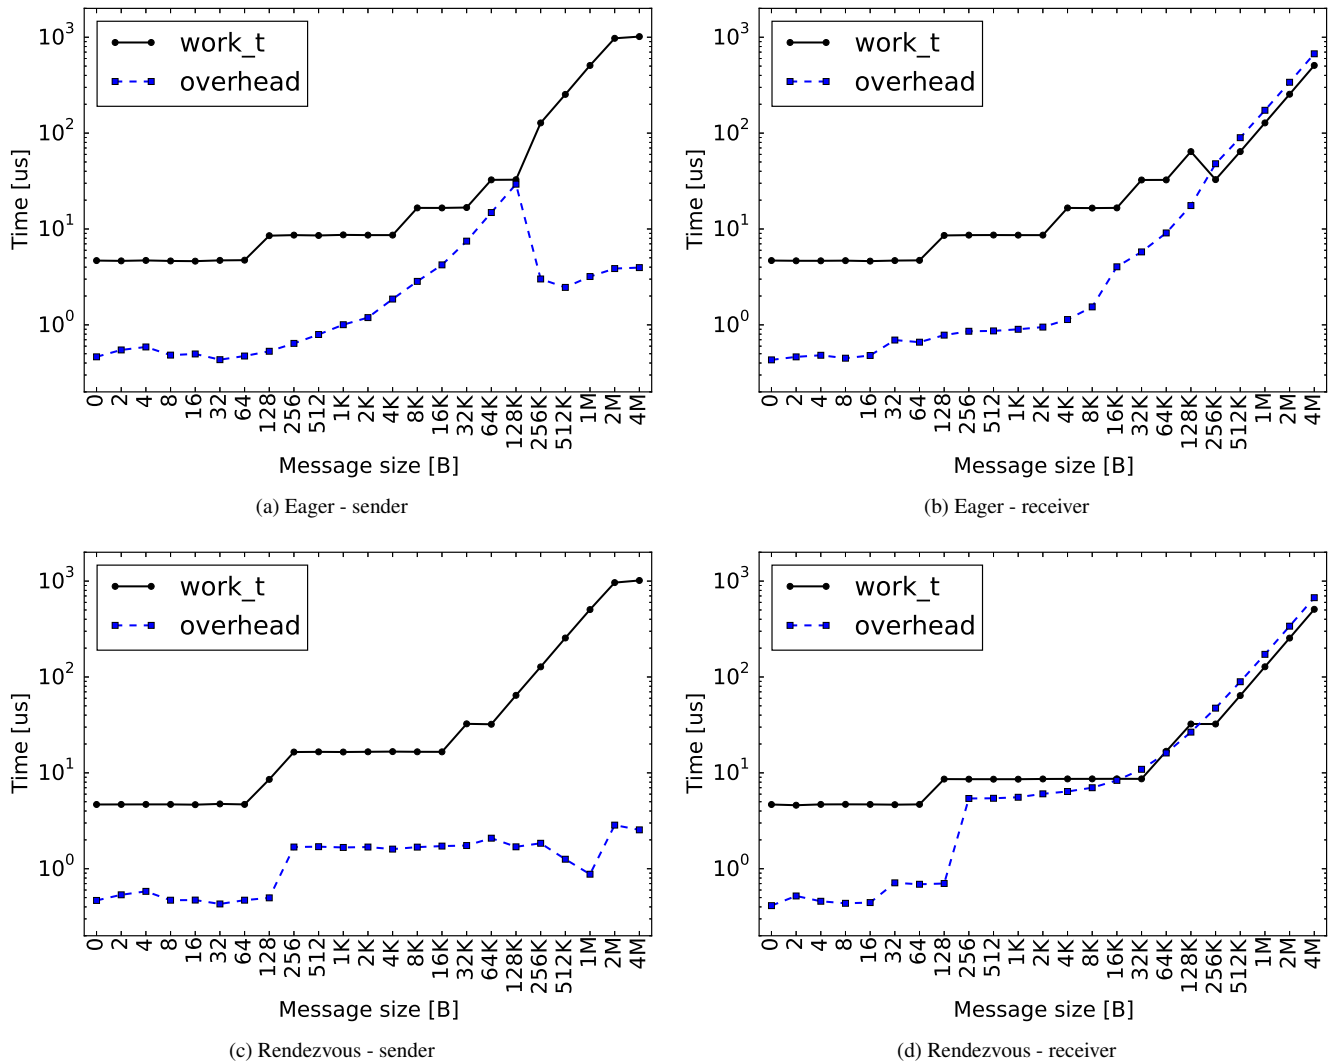 10^3
10^2
10^1
10^0
Time [us]
work_t
overhead
0 2 4 8 16 32 64 128 256 512 1K 2K 4K 8K 16K 32K 64K 128K 256K 512K 1M 2M 4M
Message size [B]
(a) Eager - sender
10^3
10^2
10^1
10^0
Time [us]
work_t
overhead
0 2 4 8 16 32 64 128 256 512 1K 2K 4K 8K 16K 32K 64K 128K 256K 512K 1M 2M 4M
Message size [B]
(b) Eager - receiver
10^3
10^2
10^1
10^0
Time [us]
work_t
overhead
0 2 4 8 16 32 64 128 256 512 1K 2K 4K 8K 16K 32K 64K 128K 256K 512K 1M 2M 4M
Message size [B]
(c) Rendezvous - sender
10^3
10^2
10^1
10^0
Time [us]
work_t
overhead
0 2 4 8 16 32 64 128 256 512 1K 2K 4K 8K 16K 32K 64K 128K 256K 512K 1M 2M 4M
Message size [B]
(d) Rendezvous - receiver